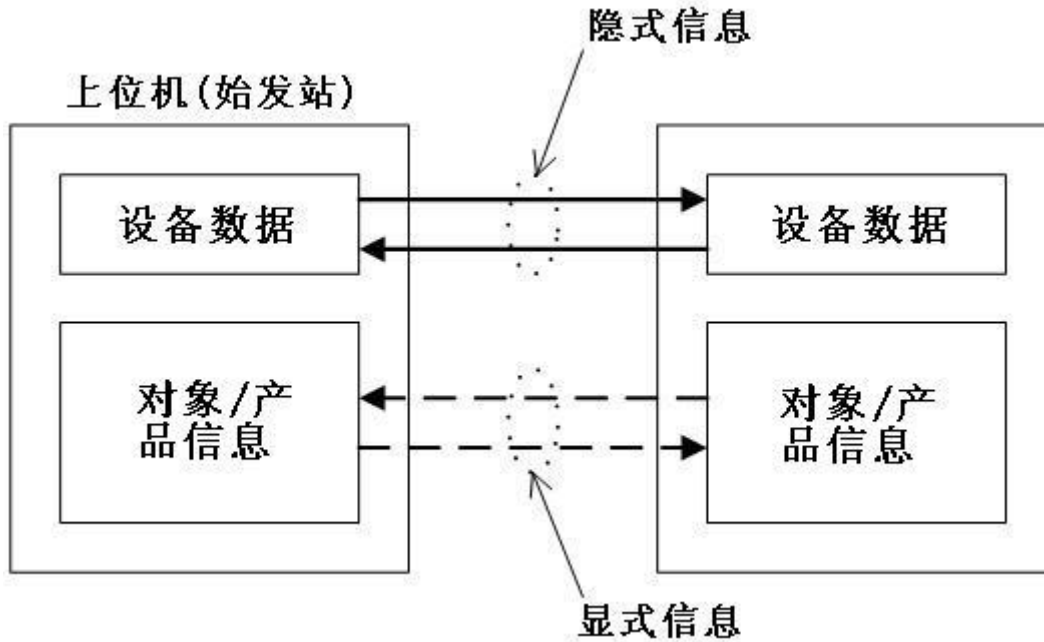 隐式信息
上位机(始发站)
设备数据
设备数据
对象/产
品信息
对象/产
品信息
显式信息